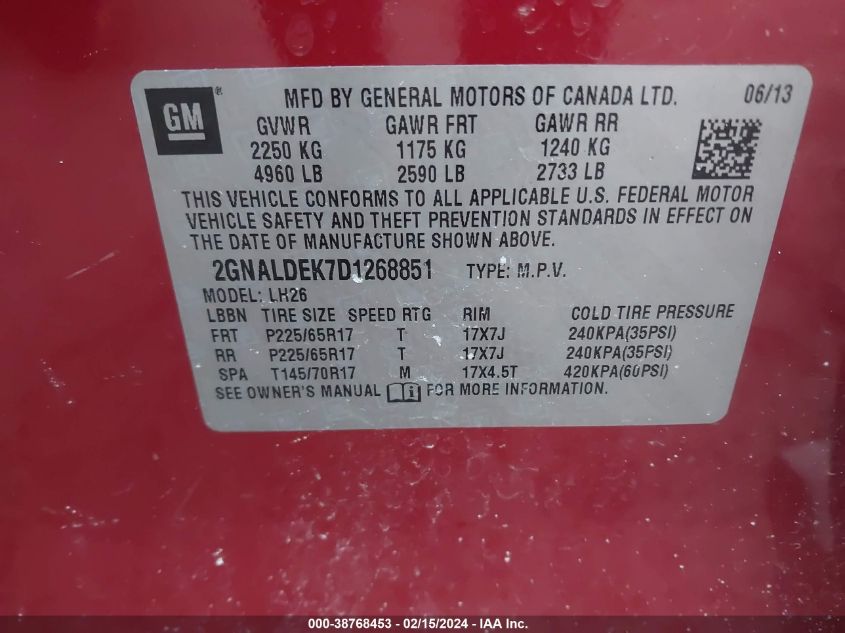 GM ® MFD BY GENERAL MOTORS OF CANADA LTD. 06/13
GVWR GAWR FRT GAWR RR
2250 KG 1175 KG 1240 KG
4960 LB 2590 LB 2733 LB
THIS VEHICLE CONFORMS TO ALL APPLICABLE U.S. FEDERAL MOTOR
VEHICLE SAFETY AND THEFT PREVENTION STANDARDS IN EFFECT ON
THE DATE OF MANUFACTURE SHOWN ABOVE.
2GNALDEK7D1268851 TYPE: M.P.V.
MODEL: LH26
LBBN TIRE SIZE SPEED RTG RIM COLD TIRE PRESSURE
FRT P225/65R17 T 17X7J 240KPA(35PSI)
RR P225/65R17 T 17X7J 240KPA(35PSI)
SPA T145/70R17 M 17X4.5T 420KPA(60PSI)
SEE OWNER'S MANUAL FOR MORE INFORMATION.
000-38768453 - 02/15/2024 - IAA Inc.